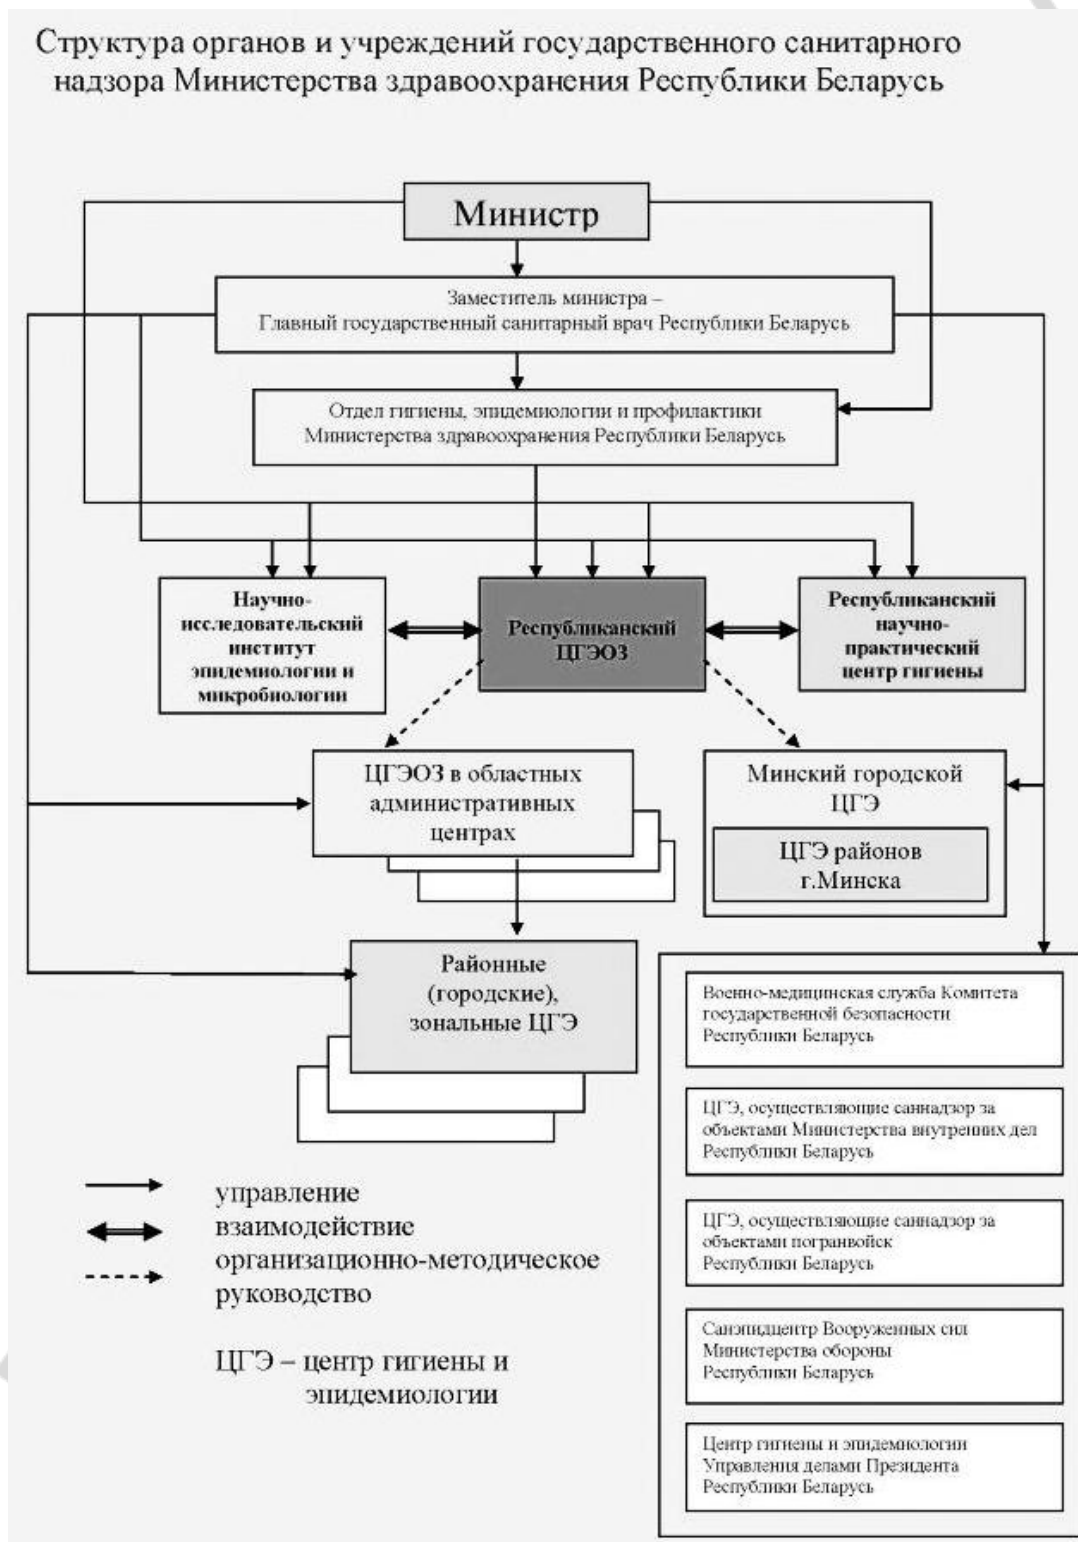 Структура органов и учреждений государственного санитарного
надзора Министерства здравоохранения Республики Беларусь
Министр
Заместитель министра –
Главный государственный санитарный врач Республики Беларусь
Отдел гигиены, эпидемиологии и профилактики
Министерства здравоохранения Республики Беларусь
Научно-
исследовательский
институт
эпидемиологии и
микробиологии
Республиканский
ЦГЭОЗ
Республиканский
научно-
практический
центр гигиены
ЦГЭОЗ в областных
административных
центрах
Минский городской
ЦГЭ
ЦГЭ районов
г.Минска
Районные
(городские),
зональные ЦГЭ
Военно-медицинская служба Комитета
государственной безопасности
Республики Беларусь
ЦГЭ, осуществляющие саннадзор за
объектами Министерства внутренних дел
Республики Беларусь
ЦГЭ, осуществляющие саннадзор за
объектами погранвойск
Республики Беларусь
Санэпидцентр Вооруженных сил
Министерства обороны
Республики Беларусь
Центр гигиены и эпидемиологии
Управления делами Президента
Республики Беларусь
управление
взаимодействие
организационно-методическое
руководство
ЦГЭ – центр гигиены и
эпидемиологии